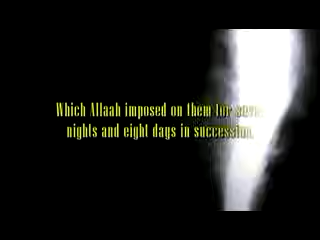 Which Allaah imposed on them for
nights and eight days in succession.